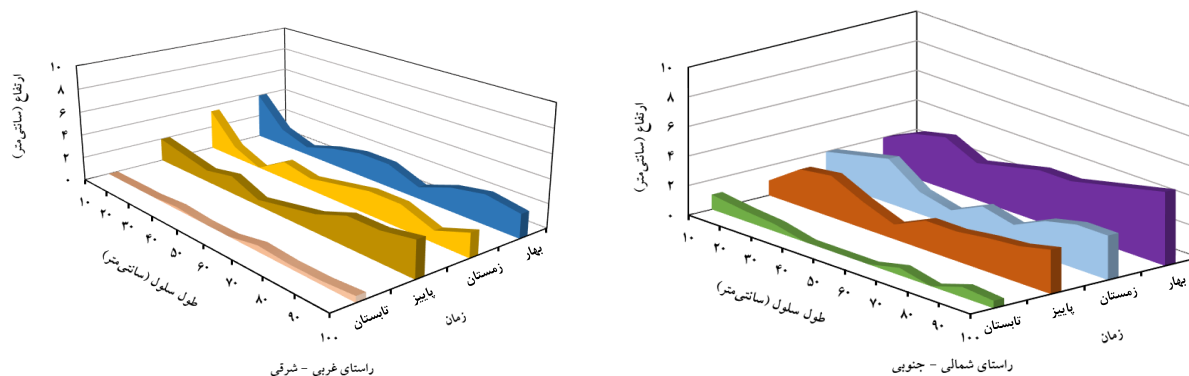 ارتفاع (سانتی‌متر)
۱۰
۸
۶
۴
۲
۰
۱۰
۲۰
۳۰
۴۰
۵۰
۶۰
۷۰
۸۰
۹۰
۱۰۰
طول سلول (سانتی‌متر)
تابستان
پاییز
زمستان
بهار
زمان
راستای غربی - شرقی
ارتفاع (سانتی‌متر)
۱۰
۸
۶
۴
۲
۰
۱۰
۲۰
۳۰
۴۰
۵۰
۶۰
۷۰
۸۰
۹۰
۱۰۰
طول سلول (سانتی‌متر)
تابستان
پاییز
زمستان
بهار
زمان
راستای شمالی - جنوبی